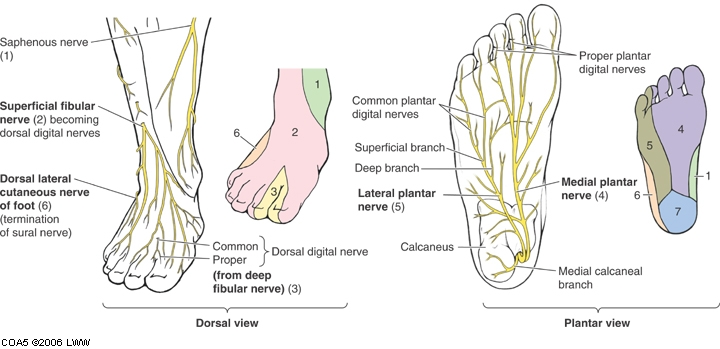 Saphenous nerve
(1)
Superficial fibular
nerve (2) becoming
dorsal digital nerves
Dorsal lateral
cutaneous nerve
of foot (6)
(termination
of sural nerve)
Common
Proper
Dorsal digital nerve
(from deep
fibular nerve) (3)
1
2
6
3
Dorsal view
Proper plantar
digital nerves
Common plantar
digital nerves
Superficial branch
Deep branch
Lateral plantar
nerve (5)
Medial plantar
nerve (4)
Calcaneus
Medial calcaneal
branch
4
5
1
6
7
Plantar view
COA5 ©2006 LWW